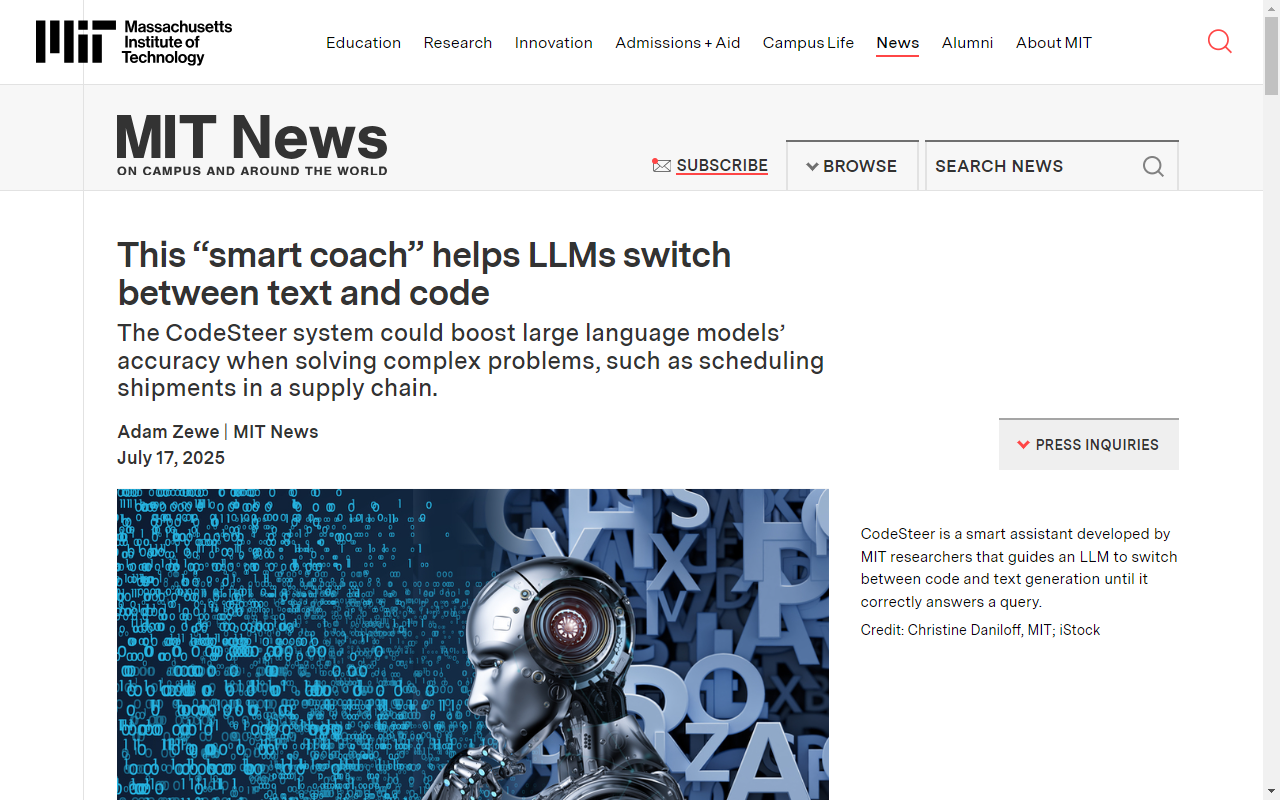 Massachusetts
Institute of
Technology
Education Research Innovation Admissions + Aid Campus Life News Alumni About MIT
MIT News
ON CAMPUS AND AROUND THE WORLD
SUBSCRIBE
BROWSE
SEARCH NEWS
This “smart coach” helps LLMs switch
between text and code
The CodeSteer system could boost large language models’
accuracy when solving complex problems, such as scheduling
shipments in a supply chain.
Adam Zewe | MIT News
July 17, 2025
PRESS INQUIRIES
CodeSteer is a smart assistant developed by
MIT researchers that guides an LLM to switch
between code and text generation until it
correctly answers a query.
Credit: Christine Daniloff, MIT; iStock